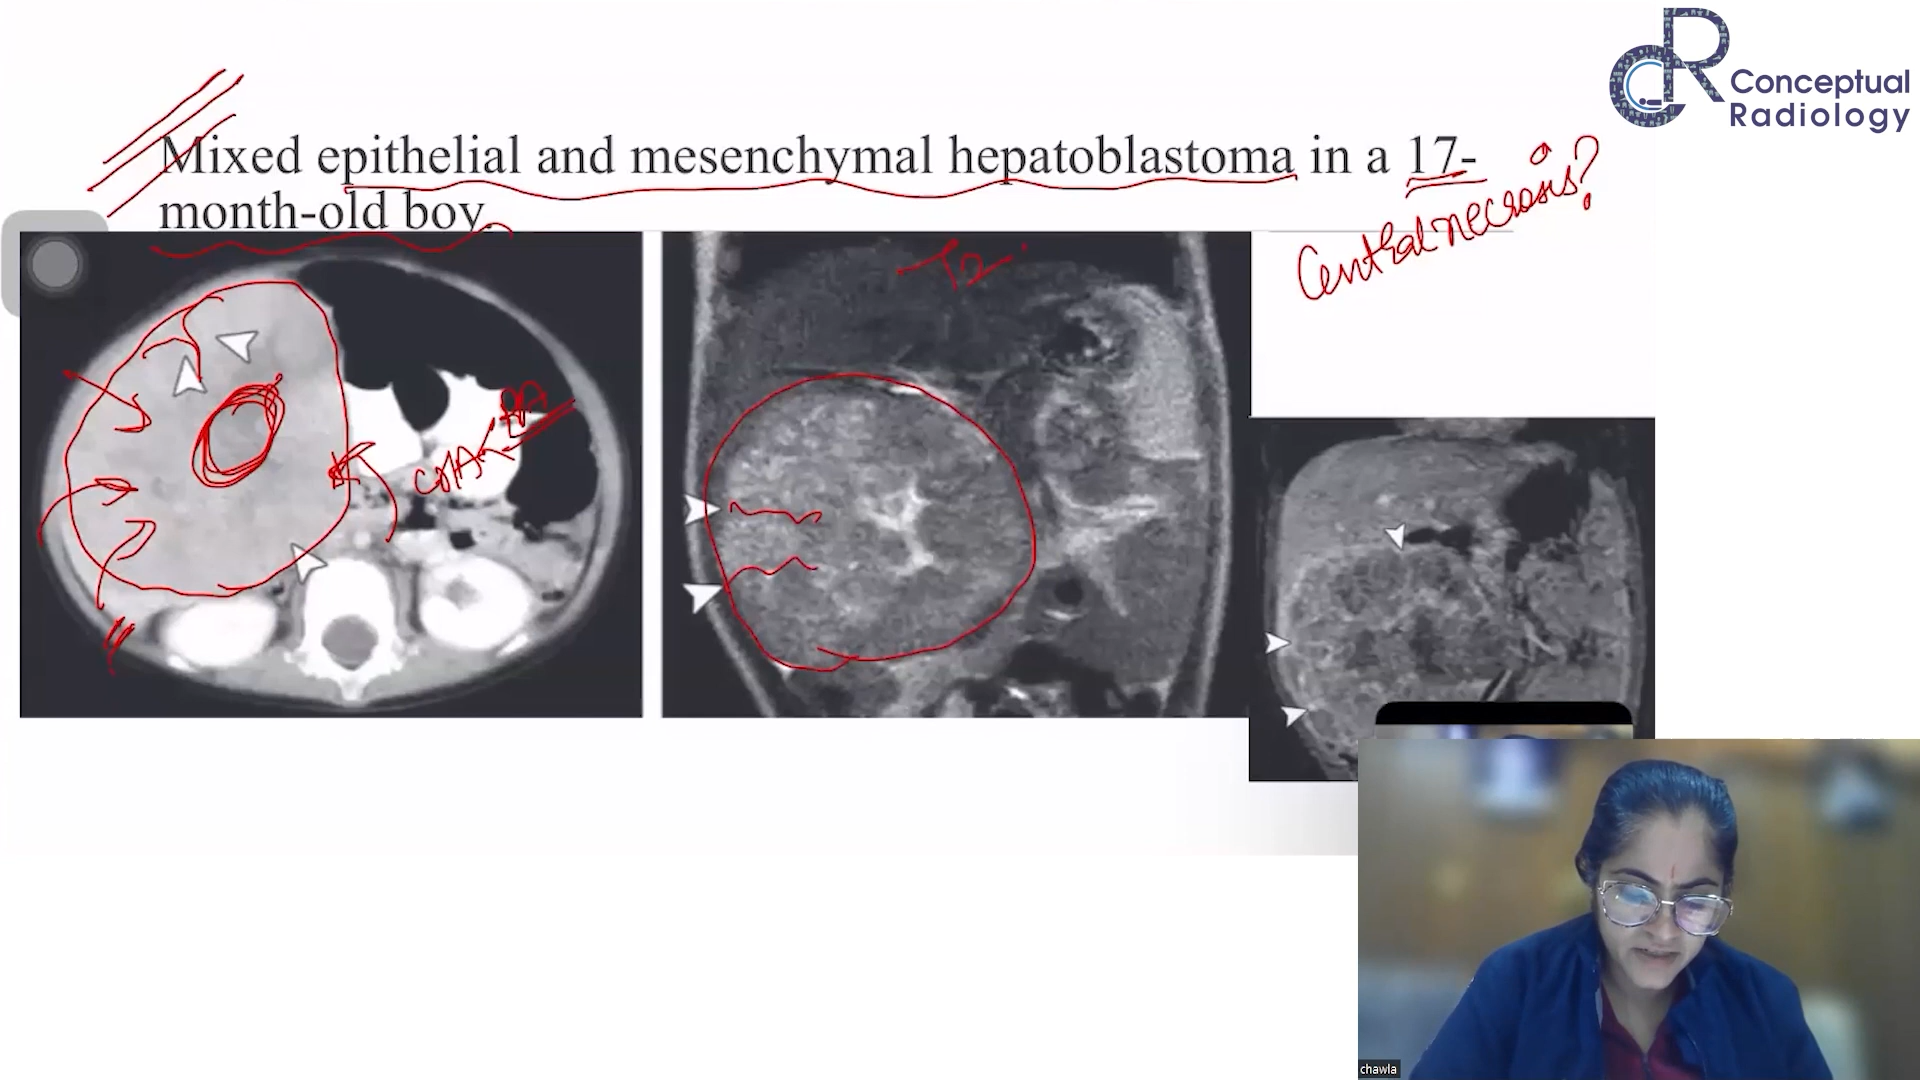 Conceptual
Radiology
Mixed epithelial and mesenchymal hepatoblastoma in a 17-
month-old boy.
Central necrosis?
T2
chawla